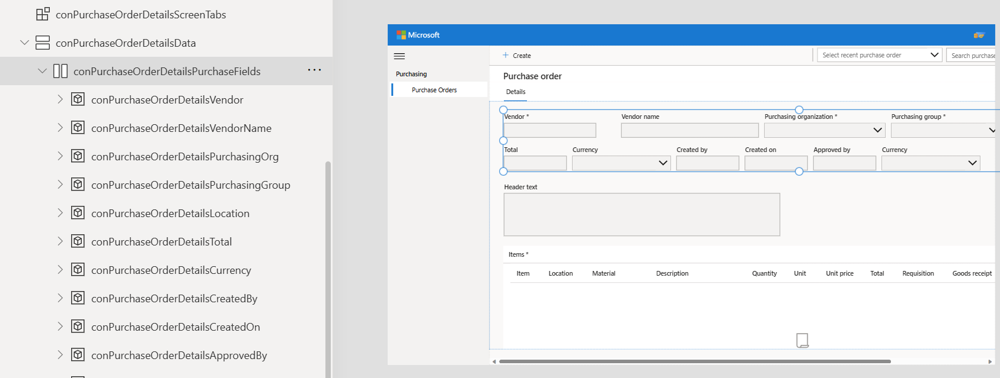 conPurchaseOrderDetailsScreenTabs
conPurchaseOrderDetailsData
conPurchaseOrderDetailsPurchaseFields ...
conPurchaseOrderDetailsVendor
conPurchaseOrderDetailsVendorName
conPurchaseOrderDetailsPurchasingOrg
conPurchaseOrderDetailsPurchasingGroup
conPurchaseOrderDetailsLocation
conPurchaseOrderDetailsTotal
conPurchaseOrderDetailsCurrency
conPurchaseOrderDetailsCreatedBy
conPurchaseOrderDetailsCreatedOn
conPurchaseOrderDetailsApprovedBy
Microsoft
+ Create Select recent purchase order Search purchase
Purchasing
Purchase Orders
Purchase order
Details
Vendor * Vendor name Purchasing organization * Purchasing group *
Total Currency Created by Created on Approved by Currency
Header text
Items *
Item Location Material Description Quantity Unit Unit price Total Requisition Goods receipt